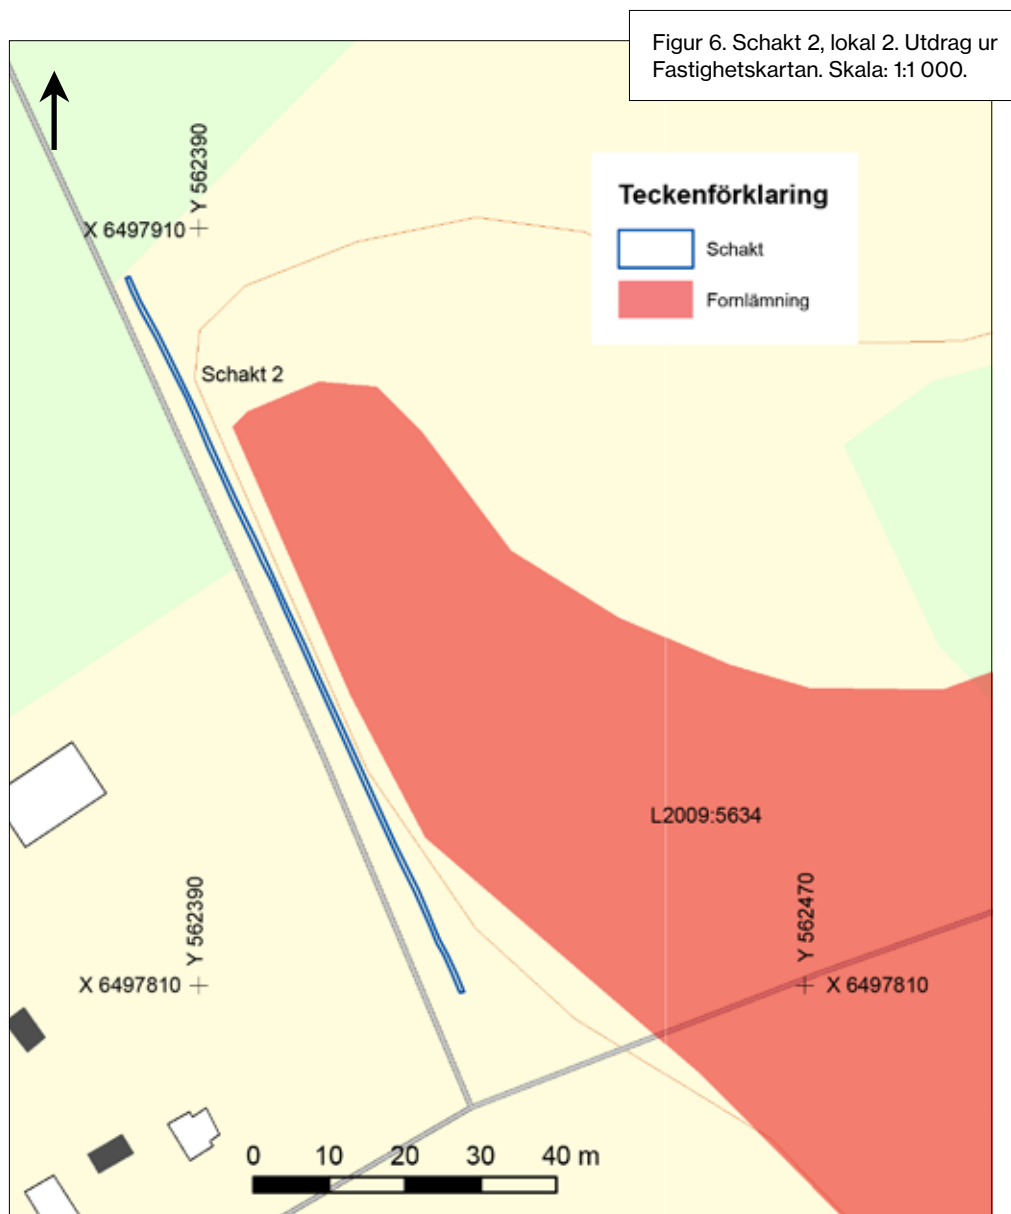 Figur 6. Schakt 2, lokal 2. Utdrag ur
Fastighetskartan. Skala: 1:1 000.
Y 562390
X 6497910
Teckenförklaring
Schakt
Fornlämning
Schakt 2
L2009:5634
Y 562390
X 6497810
Y 562470
X 6497810
0 10 20 30 40 m